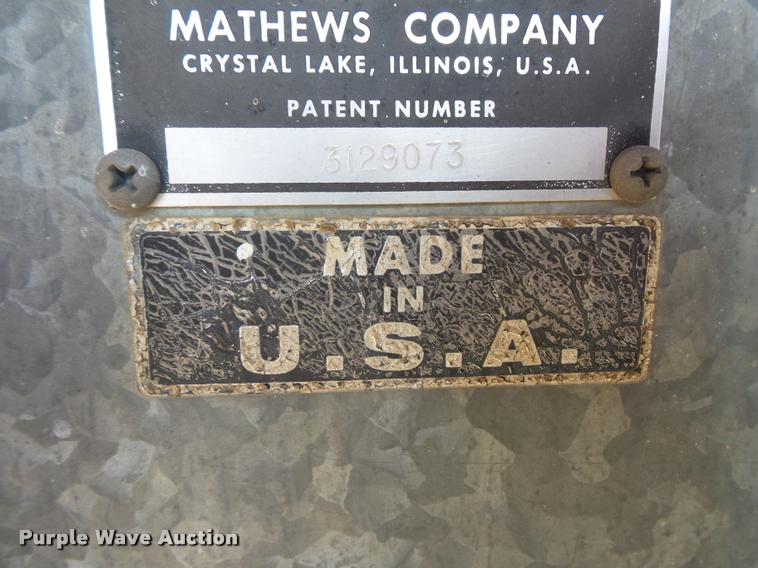 MATHEWS COMPANY
CRYSTAL LAKE, ILLINOIS, U.S.A.
PATENT NUMBER
3129073
MADE
IN
U.S.A.
Purple Wave Auction